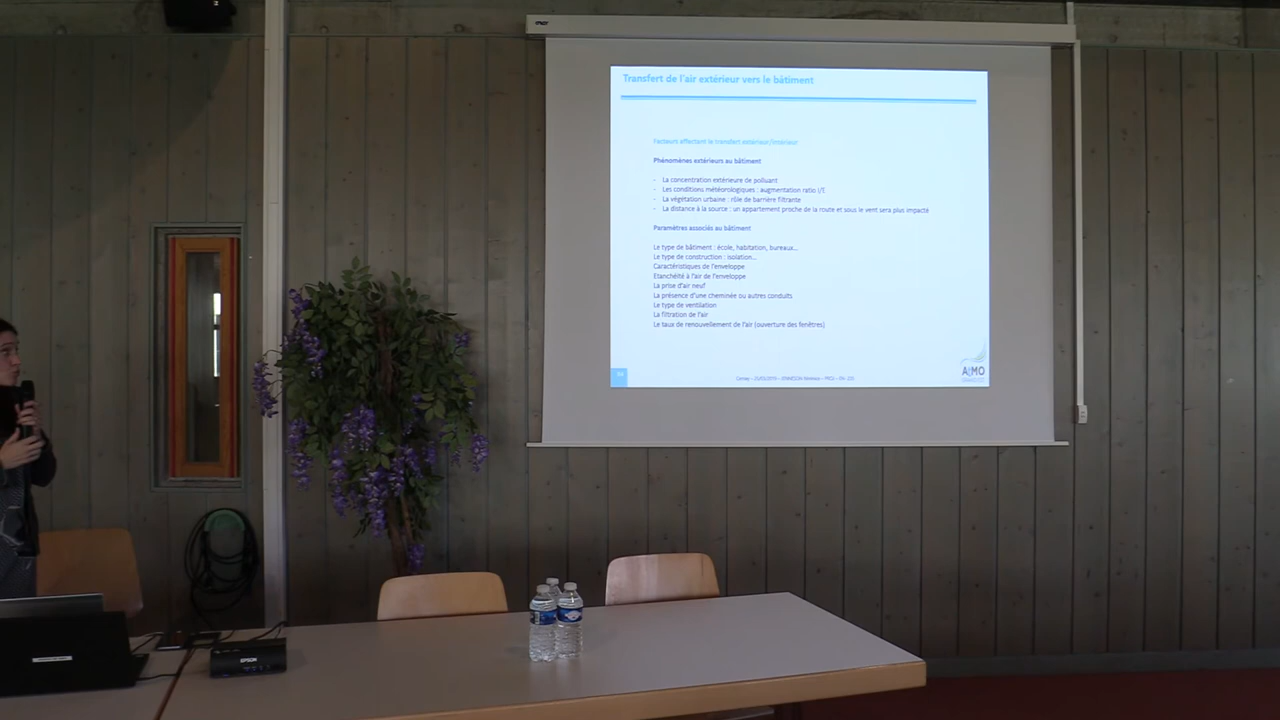 Transfert de l'air extérieur vers le bâtiment
Facteurs affectant le transfert extérieur/intérieur
Phénomènes extérieurs au bâtiment
- La concentration extérieure de polluant
- Les conditions météorologiques : augmentation ratio I/E
- La végétation urbaine : rôle de barrière filtrante
- La distance à la source : un appartement proche de la route et sous le vent sera plus impacté
Paramètres associés au bâtiment
Le type de bâtiment : école, habitation, bureaux...
Le type de construction : isolation...
Caractéristiques de l'enveloppe
Etanchéité à l'air de l'enveloppe
La prise d'air neuf
La présence d'une cheminée ou autres conduits
Le type de ventilation
La filtration de l'air
Le taux de renouvellement de l'air (ouverture des fenêtres)
EPSON